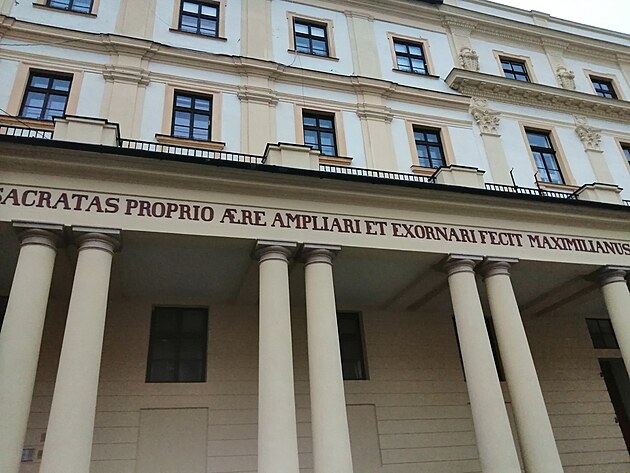 SACRATAS PROPRIO ÆRE AMPLIARI ET EXORNARI FECIT MAXIMILIANUS